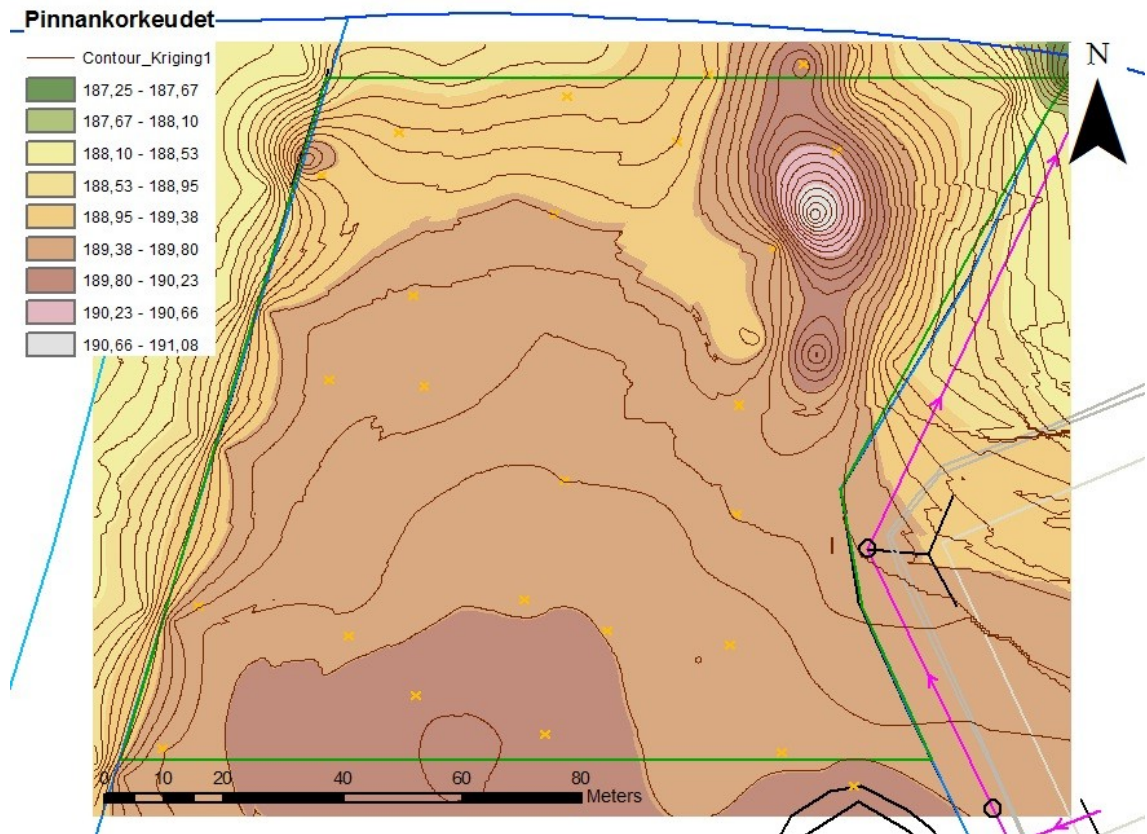 Pinnankorkeudet
Contour_Kriging1
187,25 - 187,67
187,67 - 188,10
188,10 - 188,53
188,53 - 188,95
188,95 - 189,38
189,38 - 189,80
189,80 - 190,23
190,23 - 190,66
190,66 - 191,08
N
0 10 20 40 60 80
Meters